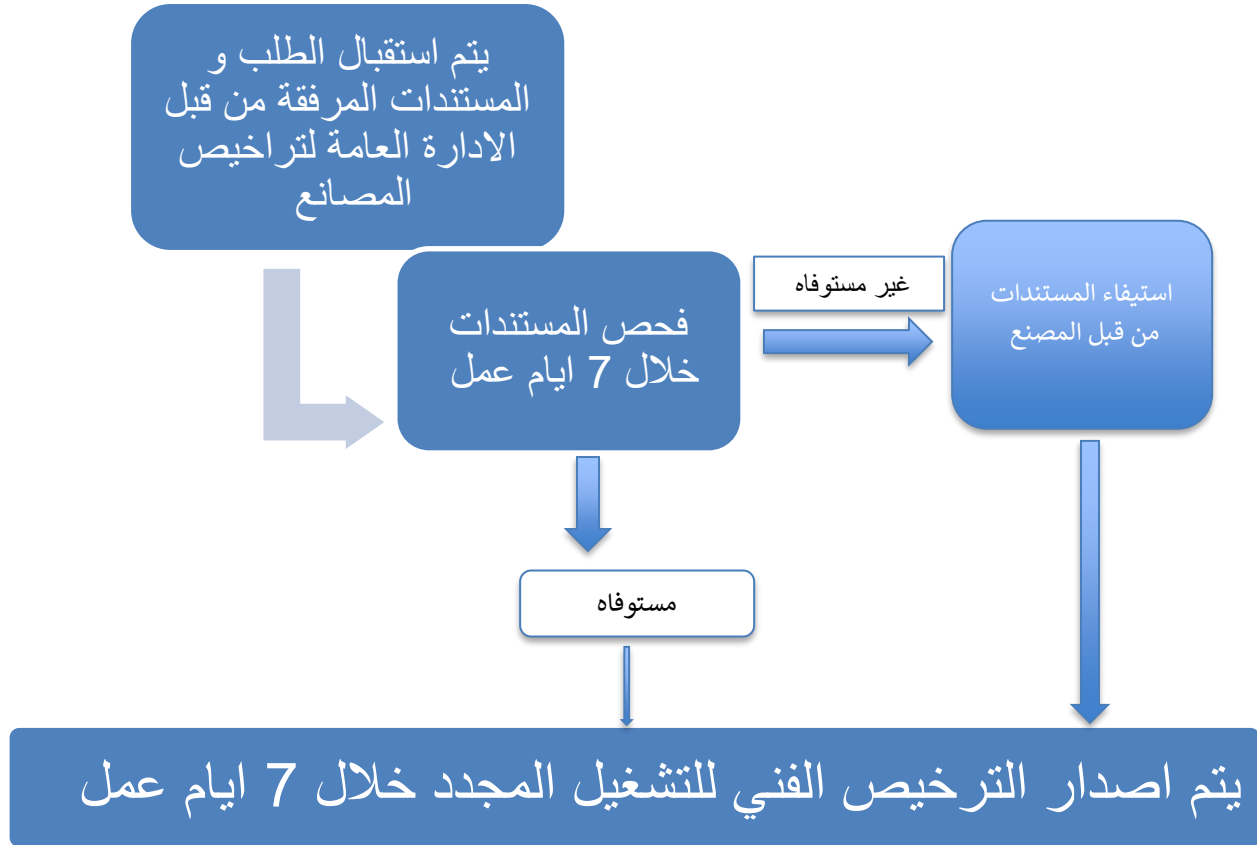 يتم استقبال الطلب و
المستندات المرفقة من قبل
الادارة العامة لتراخيص
المصانع
فحص المستندات
خلال 7 ايام عمل
غير مستوفاه
استيفاء المستندات
من قبل المصنع
مستوفاه
يتم اصدار الترخيص الفني للتشغيل المجدد خلال 7 ايام عمل